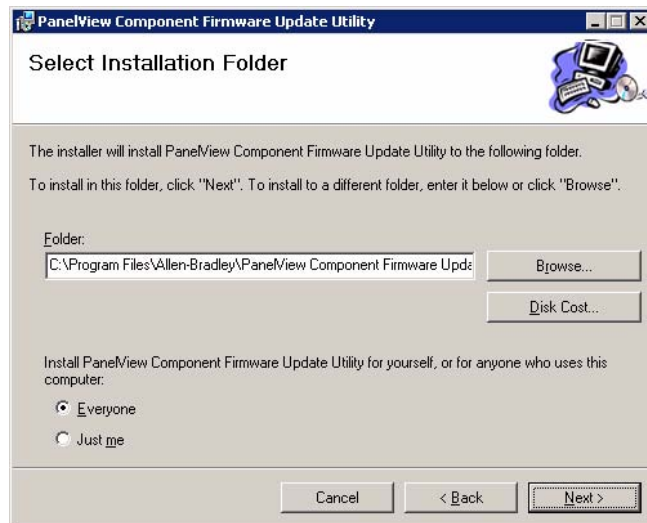 PanelView Component Firmware Update Utility
Select Installation Folder
The installer will install PanelView Component Firmware Update Utility to the following folder.
To install in this folder, click "Next". To install to a different folder, enter it below or click "Browse".
Folder:
C:\Program Files\Allen-Bradley\PanelView Component Firmware Upda
Browse...
Disk Cost...
Install PanelView Component Firmware Update Utility for yourself, or for anyone who uses this
computer:
Everyone
Just me
Cancel
< Back
Next >